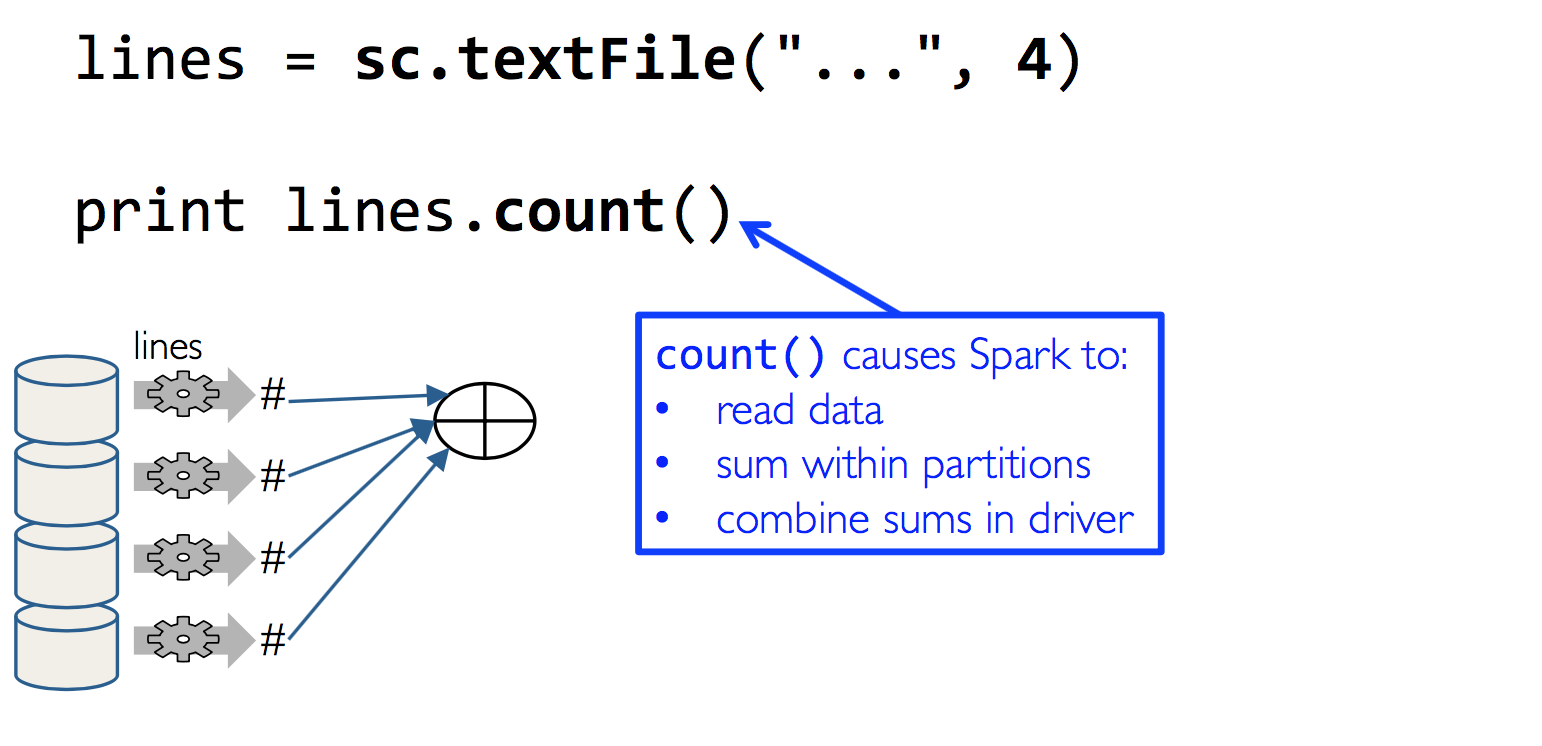 lines = sc.textFile("...", 4)
print lines.count()
lines
#
#
#
#
count() causes Spark to:
• read data
• sum within partitions
• combine sums in driver